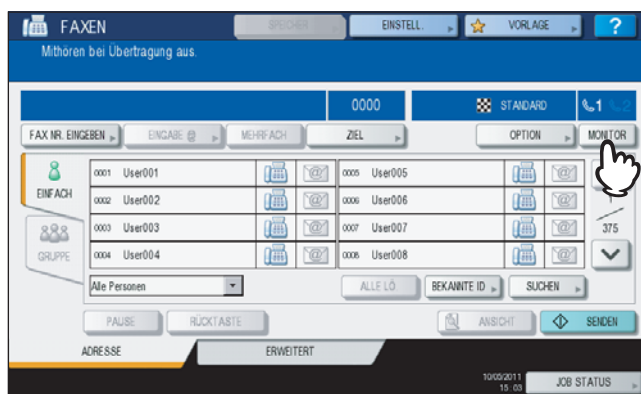 FAXEN SPEICHER EINSTELL. VORLAGE ?
Mithören bei Übertragung aus.
0000 STANDARD 1 2
FAX NR. EINGEBEN EINGABE @ MEHRFACH ZIEL OPTION MONITOR
EINFACH
GRUPPE
0001 User001 0005 User005
0002 User002 0006 User006
0003 User003 0007 User007
0004 User004 0008 User008
375
Alle Personen ALLE LÖ BEKANNTE ID SUCHEN
PAUSE RÜCKTASTE ANSICHT SENDEN
ADRESSE ERWEITERT
10/05/2011
15:03 JOB STATUS